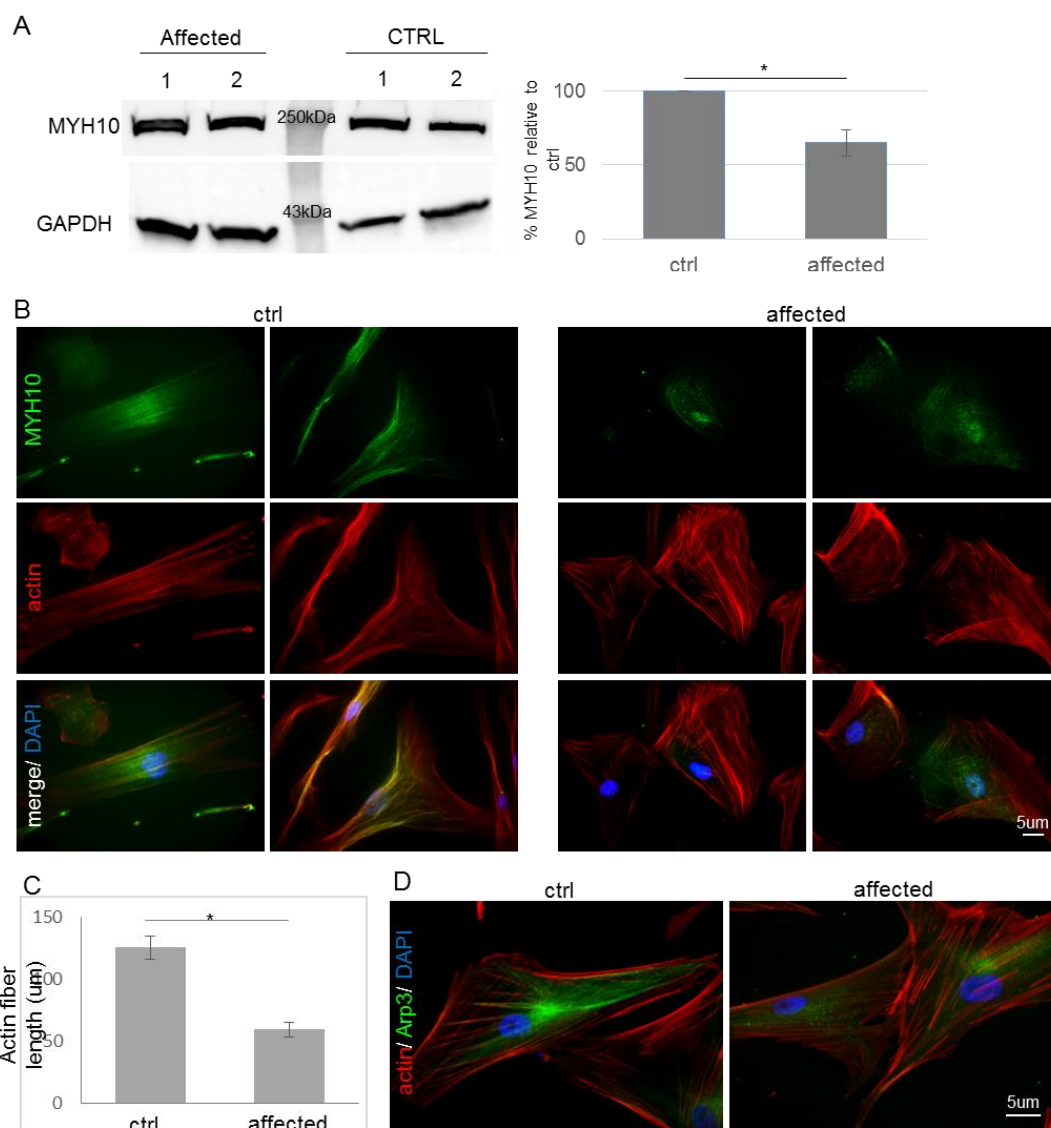 A
Affected
CTRL
1 2 1 2
MYH10
250kDa
GAPDH
43kDa
% MYH10 relative to
ctrl
100
50
0
*
ctrl affected
B
ctrl
affected
MYH10
actin
merge/ DAPI
5um
C
Actin fiber
length (um)
150
100
50
0
*
ctrl affected
D
ctrl
affected
actin/ Arp3/ DAPI
5um